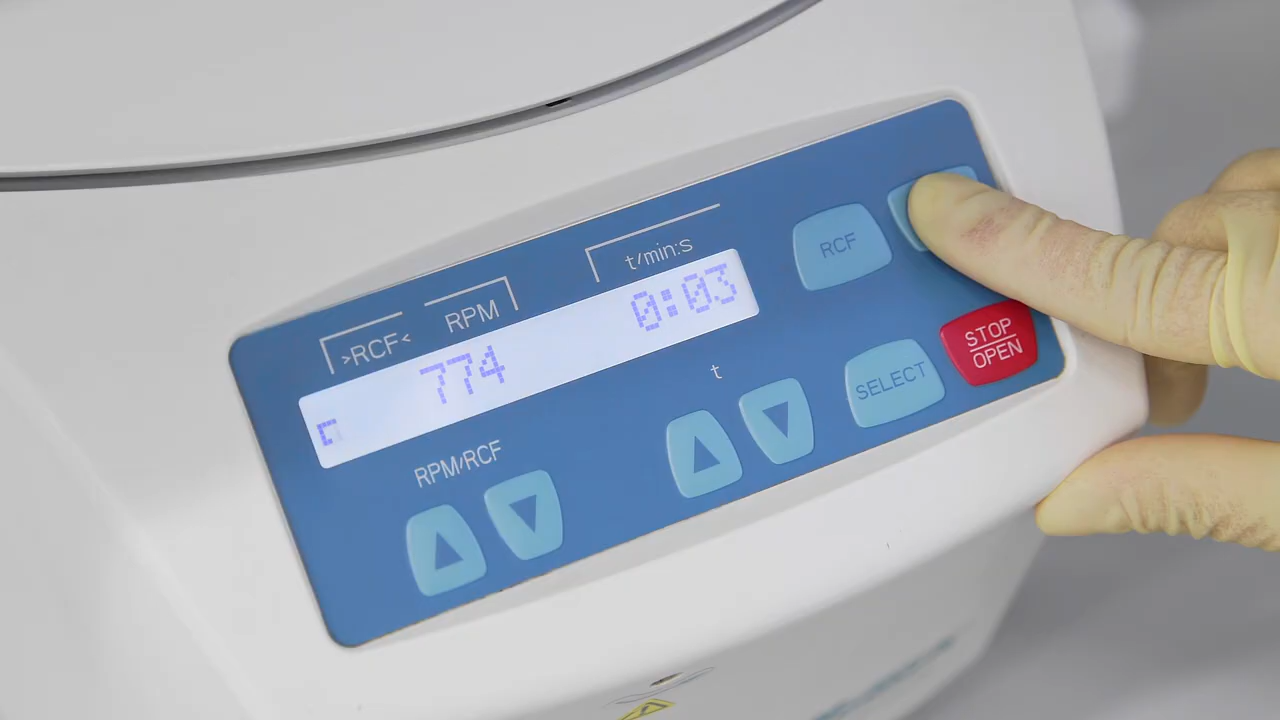 >RCF<
RPM
t/min:s
774
0:03
RPM/RCF
t
RCF
SELECT
STOP
OPEN